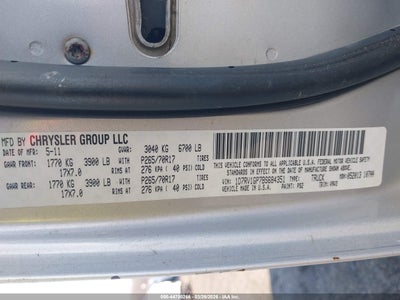 MFD BY CHRYSLER GROUP LLC
DATE OF MFR: 5-11 GVWR: 3040 KG 6700 LB
GAWR FRONT: 1770 KG 3900 LB WITH P265/70R17 TIRES
17X7.0 RIMS AT 276 KPA ( 40 PSI) COLD
GAWR REAR: 1770 KG 3900 LB WITH P265/70R17 TIRES
17X7.0 RIMS AT 276 KPA ( 40 PSI) COLD
THIS VEHICLE CONFORMS TO ALL APPLICABLE U.S.A. FEDERAL MOTOR VEHICLE SAFETY
STANDARDS IN EFFECT ON THE DATE OF MANUFACTURE SHOWN ABOVE.
VEHICLE MADE IN
TYPE: TRUCK
PAINT: PS2